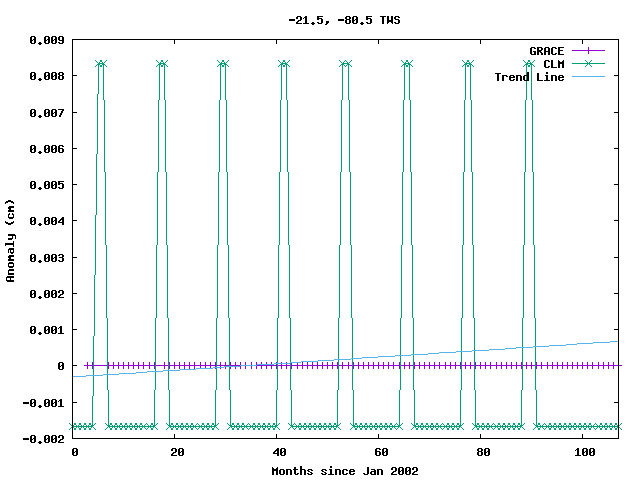 -21.5, -80.5 TWS
GRACE
CLM
Trend Line
0.009
0.008
0.007
0.006
0.005
0.004
0.003
0.002
0.001
0
-0.001
-0.002
Anomaly (cm)
0 20 40 60 80 100
Months since Jan 2002